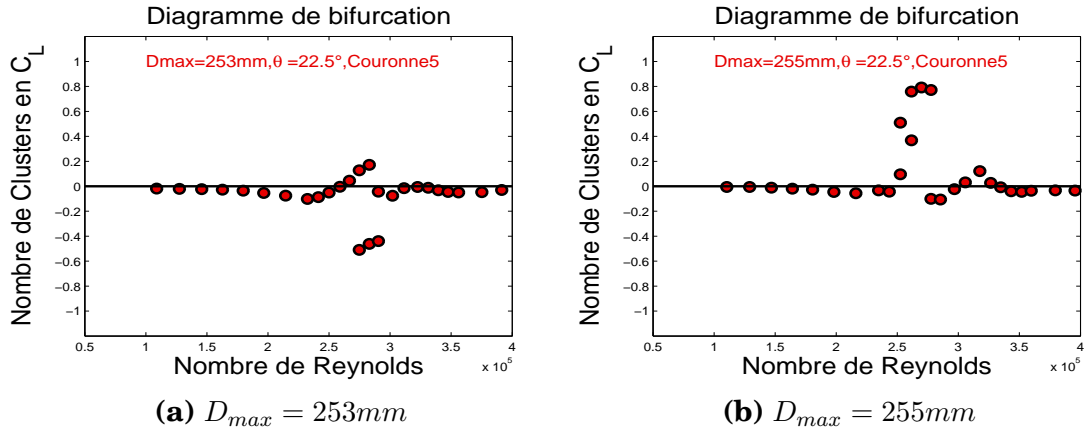 Diagramme de bifurcation
Nombre de Clusters en C_L
Dmax=253mm,θ =22.5°,Couronne5
1
0.8
0.6
0.4
0.2
0
−0.2
−0.4
−0.6
−0.8
−1
0.5 1 1.5 2 2.5 3 3.5 4
x 10^5
Nombre de Reynolds
(a) D_max = 253mm
Diagramme de bifurcation
Nombre de Clusters en C_L
Dmax=255mm,θ =22.5°,Couronne5
1
0.8
0.6
0.4
0.2
0
−0.2
−0.4
−0.6
−0.8
−1
0.5 1 1.5 2 2.5 3 3.5 4
x 10^5
Nombre de Reynolds
(b) D_max = 255mm